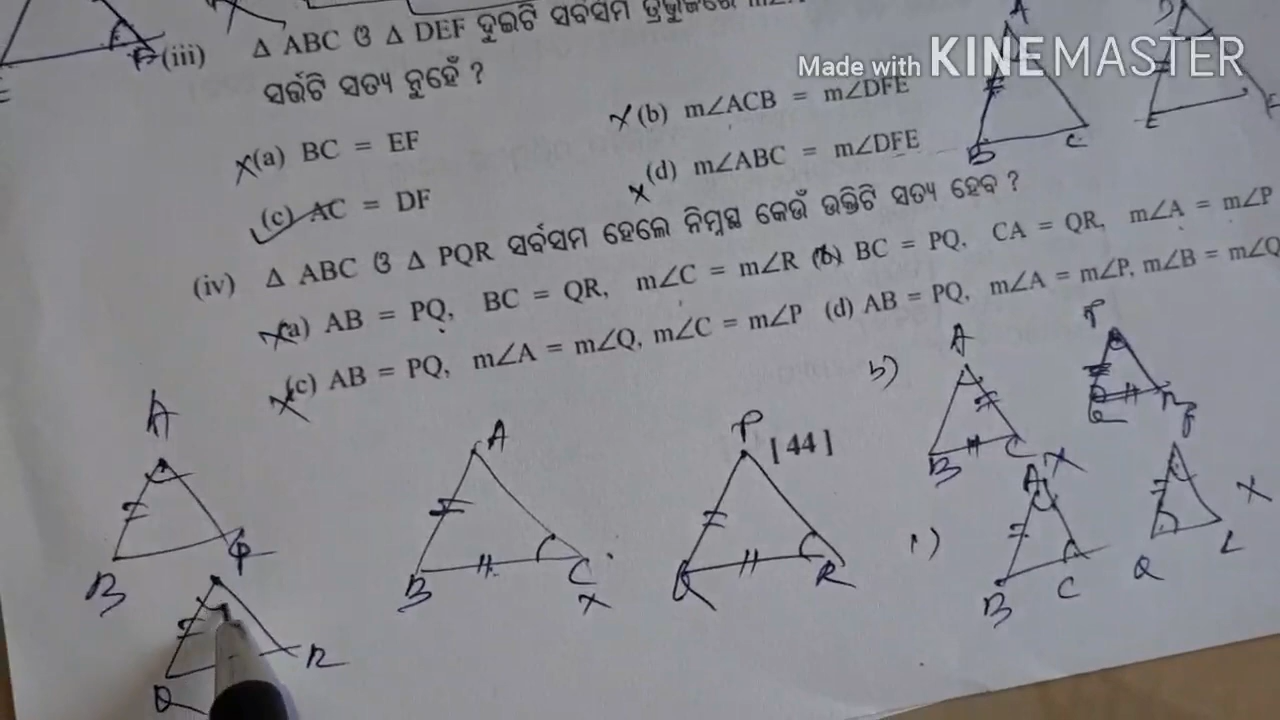 Made with KINEMASTER
(iii) Δ ABC ଓ Δ DEF ଦୁଇଟି ସର୍ବସମ
ସର୍ତ୍ତଟି ସତ୍ୟ ନୁହେଁ ?
(a) BC = EF (b) m∠ACB = m∠DFE
(c) AC = DF (d) m∠ABC = m∠DFE
(iv) Δ ABC ଓ Δ PQR ସର୍ବସମ ହେଲେ ନିମ୍ନସ୍ଥ କେଉଁ ଉକ୍ତିଟି ସତ୍ୟ ହେବ ?
(a) AB = PQ, BC = QR, m∠C = m∠R (b) BC = PQ, CA = QR, m∠A = m∠P
(c) AB = PQ, m∠A = m∠Q, m∠C = m∠P (d) AB = PQ, m∠A = m∠P, m∠B = m∠Q
[44]
A B C
E
A B
Q R
A B C
P Q R
b) A B C
P
A B C
Q L